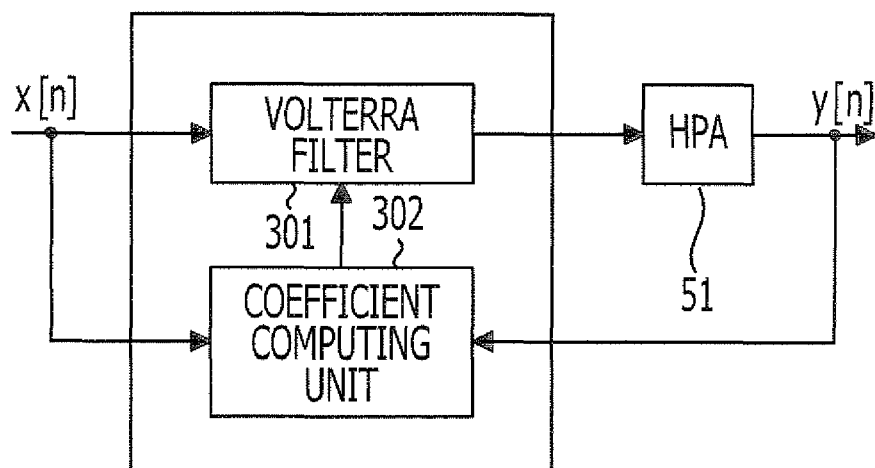 x[n]
VOLTERRA
FILTER
HPA
y[n]
301
302
51
COEFFICIENT
COMPUTING
UNIT